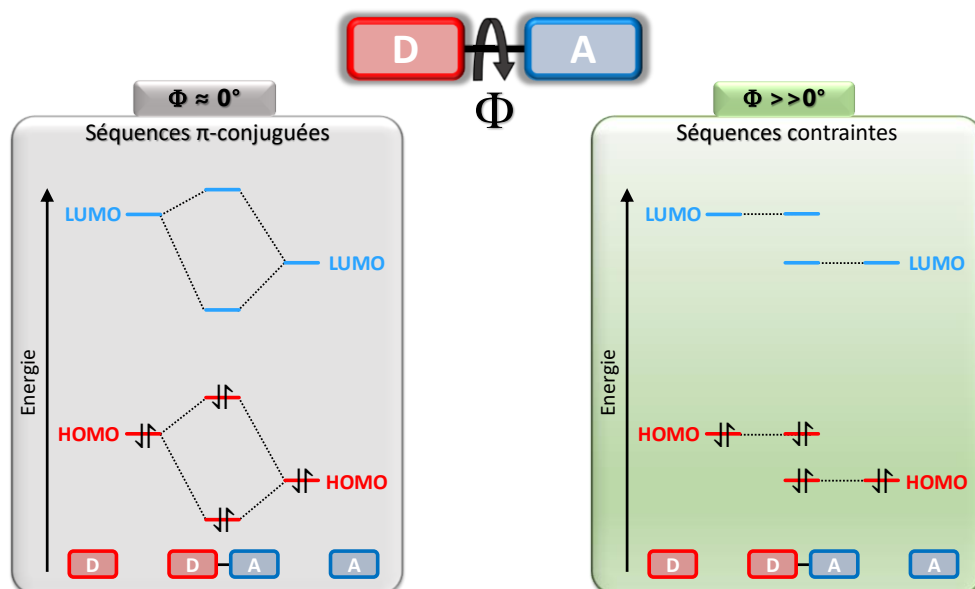 D A
Φ
Φ ≈ 0°
Séquences π-conjuguées
LUMO
LUMO
Energie
HOMO
HOMO
D D A A
Φ >>0°
Séquences contraintes
LUMO
LUMO
Energie
HOMO
HOMO
D D A A